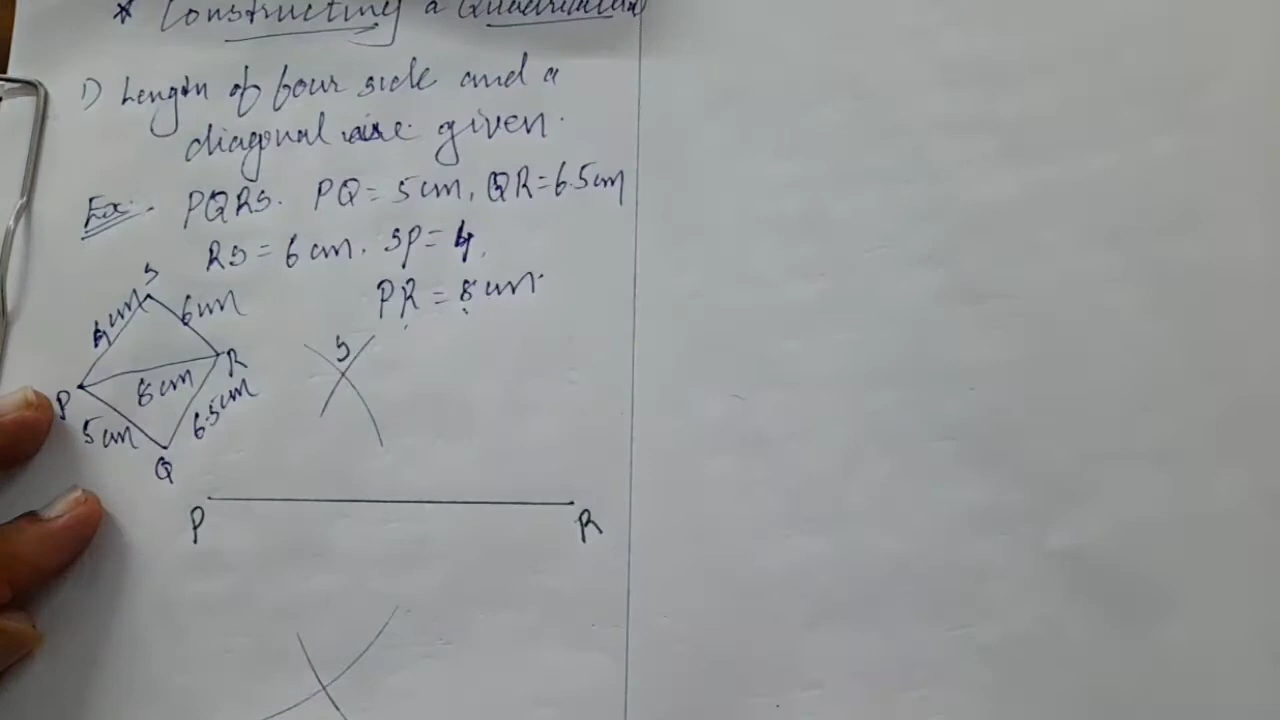 * Constructing a Quadrilateral
1) Length of four side and a
diagonal are given.
Ex:- PQRS. PQ = 5cm, QR = 6.5cm
RS = 6cm. SP = 4,
PR = 8cm.
S
4cm 6cm
P 8cm R
5cm 6.5cm
Q
S
P R